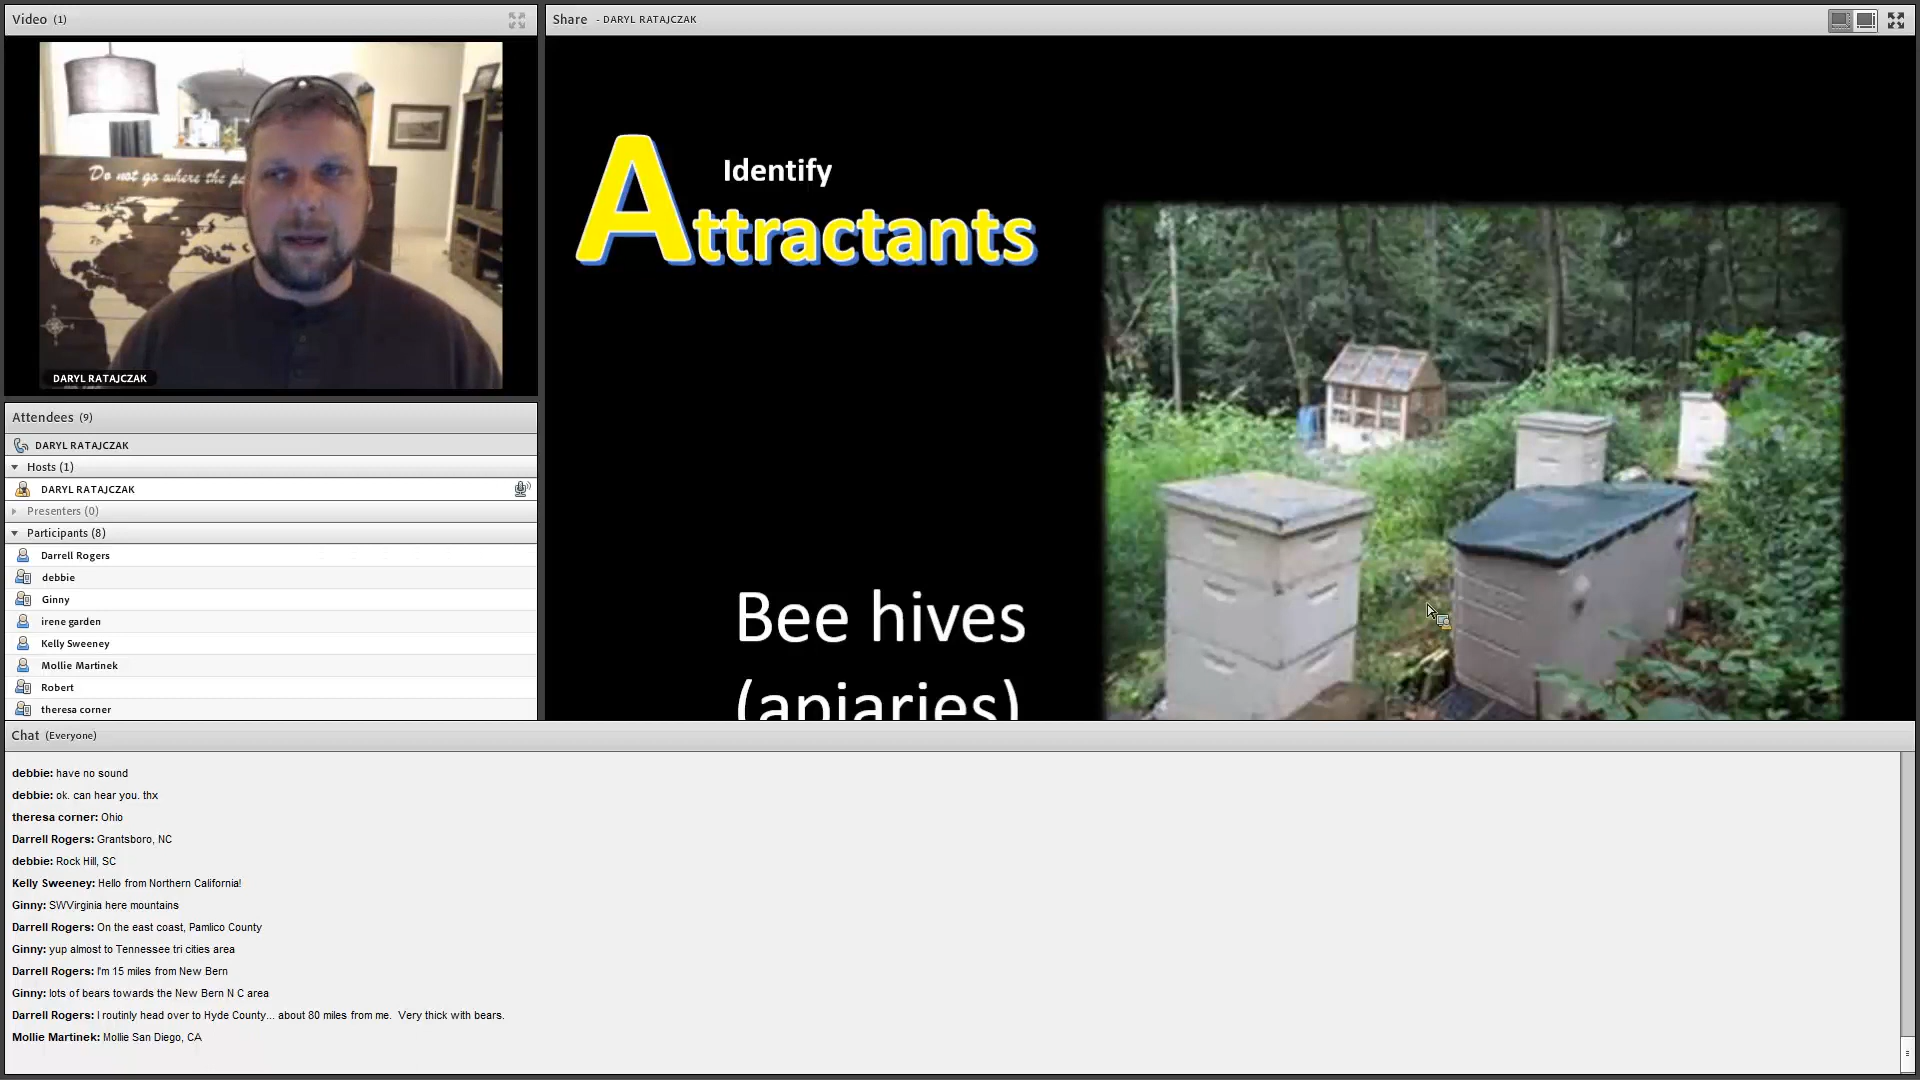 Video (1)
Do not go where the
DARYL RATAJCZAK
Attendees (9)
DARYL RATAJCZAK
Hosts (1)
DARYL RATAJCZAK
Presenters (0)
Participants (8)
Darrell Rogers
debbie
Ginny
irene garden
Kelly Sweeney
Mollie Martinek
Robert
theresa corner
Share - DARYL RATAJCZAK
Identify
Attractants
Bee hives
(apiaries)
Chat (Everyone)
debbie: have no sound
debbie: ok. can hear you. thx
theresa corner: Ohio
Darrell Rogers: Grantsboro, NC
debbie: Rock Hill, SC
Kelly Sweeney: Hello from Northern California!
Ginny: SWVirginia here mountains
Darrell Rogers: On the east coast, Pamlico County
Ginny: yup almost to Tennessee tri cities area
Darrell Rogers: I'm 15 miles from New Bern
Ginny: lots of bears towards the New Bern N C area
Darrell Rogers: I routinly head over to Hyde County... about 80 miles from me.  Very thick with bears.
Mollie Martinek: Mollie San Diego, CA